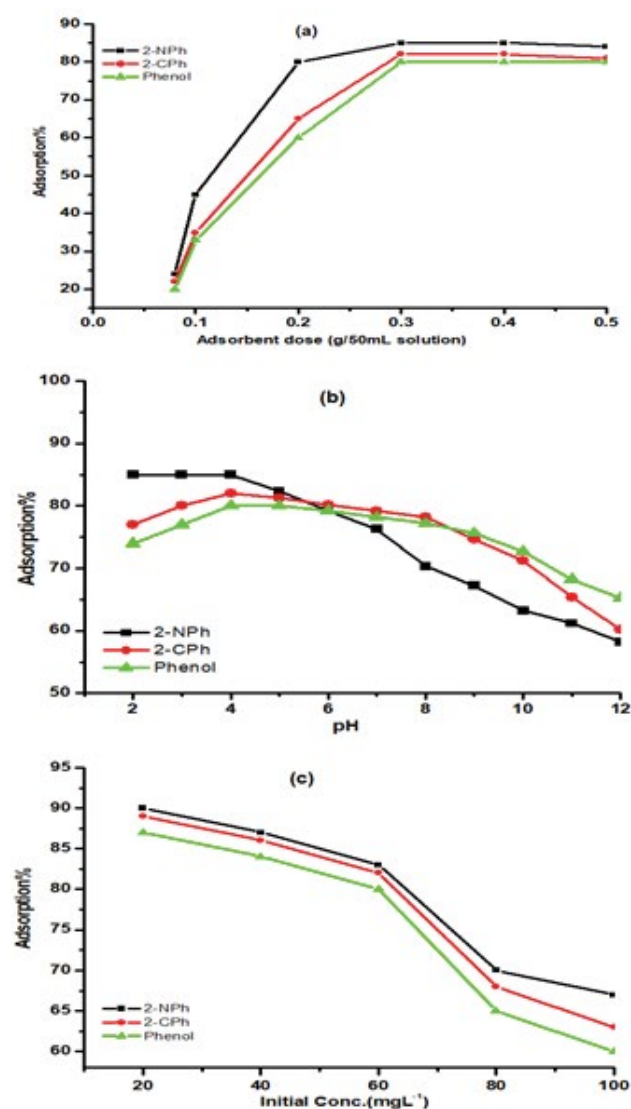 (a)
2-NPh
2-CPh
Phenol
Adsorption%
90
80
70
60
50
40
30
20
0.0 0.1 0.2 0.3 0.4 0.5
Adsorbent dose (g/50mL solution)
(b)
100
90
80
70
60
50
Adsorption%
2-NPh
2-CPh
Phenol
2 4 6 8 10 12
pH
(c)
95
90
85
80
75
70
65
60
Adsorption%
2-NPh
2-CPh
Phenol
20 40 60 80 100
Initial Conc.(mgL⁻¹)